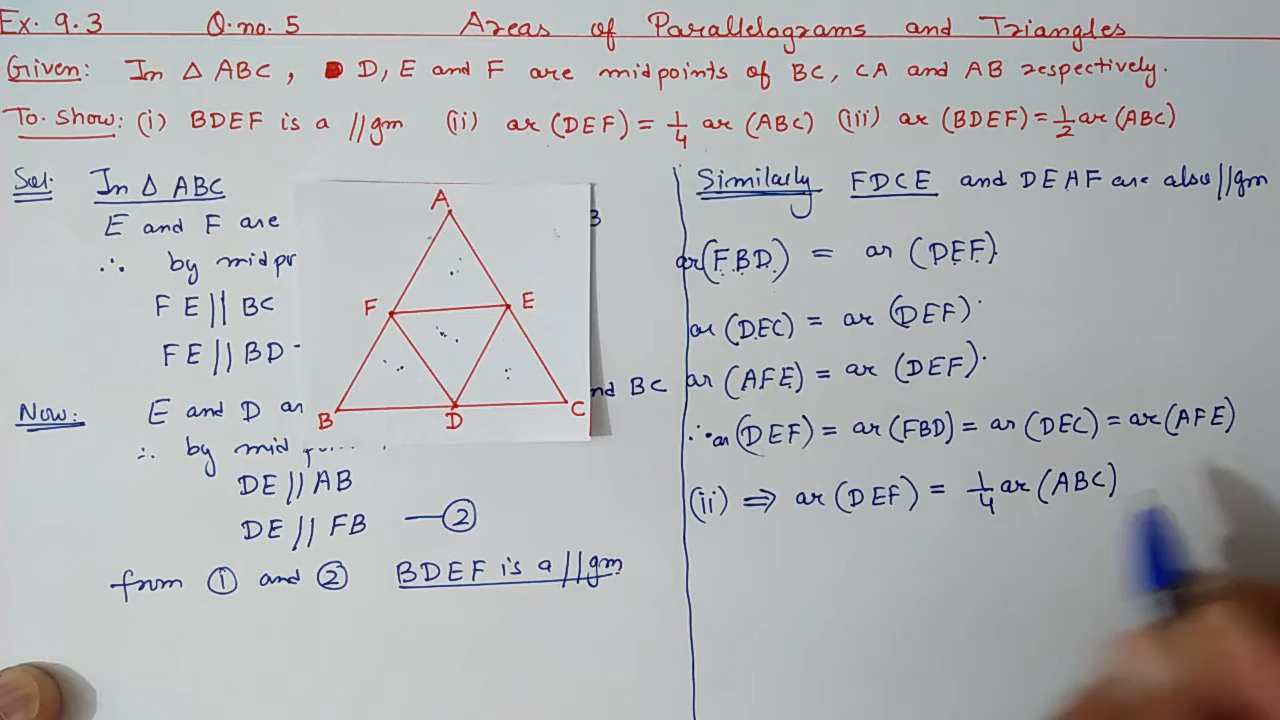 Ex. 9.3 Q.no. 5 Areas of Parallelograms and Triangles
Given: In △ ABC, D, E and F are midpoints of BC, CA and AB respectively.
To show: (i) BDEF is a //gm (ii) ar (DEF) = 1/4 ar (ABC) (iii) ar (BDEF) = 1/2 ar (ABC)
Sol. In △ ABC
E and F are
∴ by midpr
FE || BC
FE || BD -
Now: E and D ar
nd BC
∴ by mid
DE // AB
DE // FB — ②
from ① and ② BDEF is a //gm
A
F
E
B
D
C
Similarly FDCE and DEAF are also //gm
ar (FBD) = ar (DEF)
ar (DEC) = ar (DEF)
ar (AFE) = ar (DEF)
∴ ar (DEF) = ar (FBD) = ar (DEC) = ar (AFE)
(ii) ⇒ ar (DEF) = 1/4 ar (ABC)